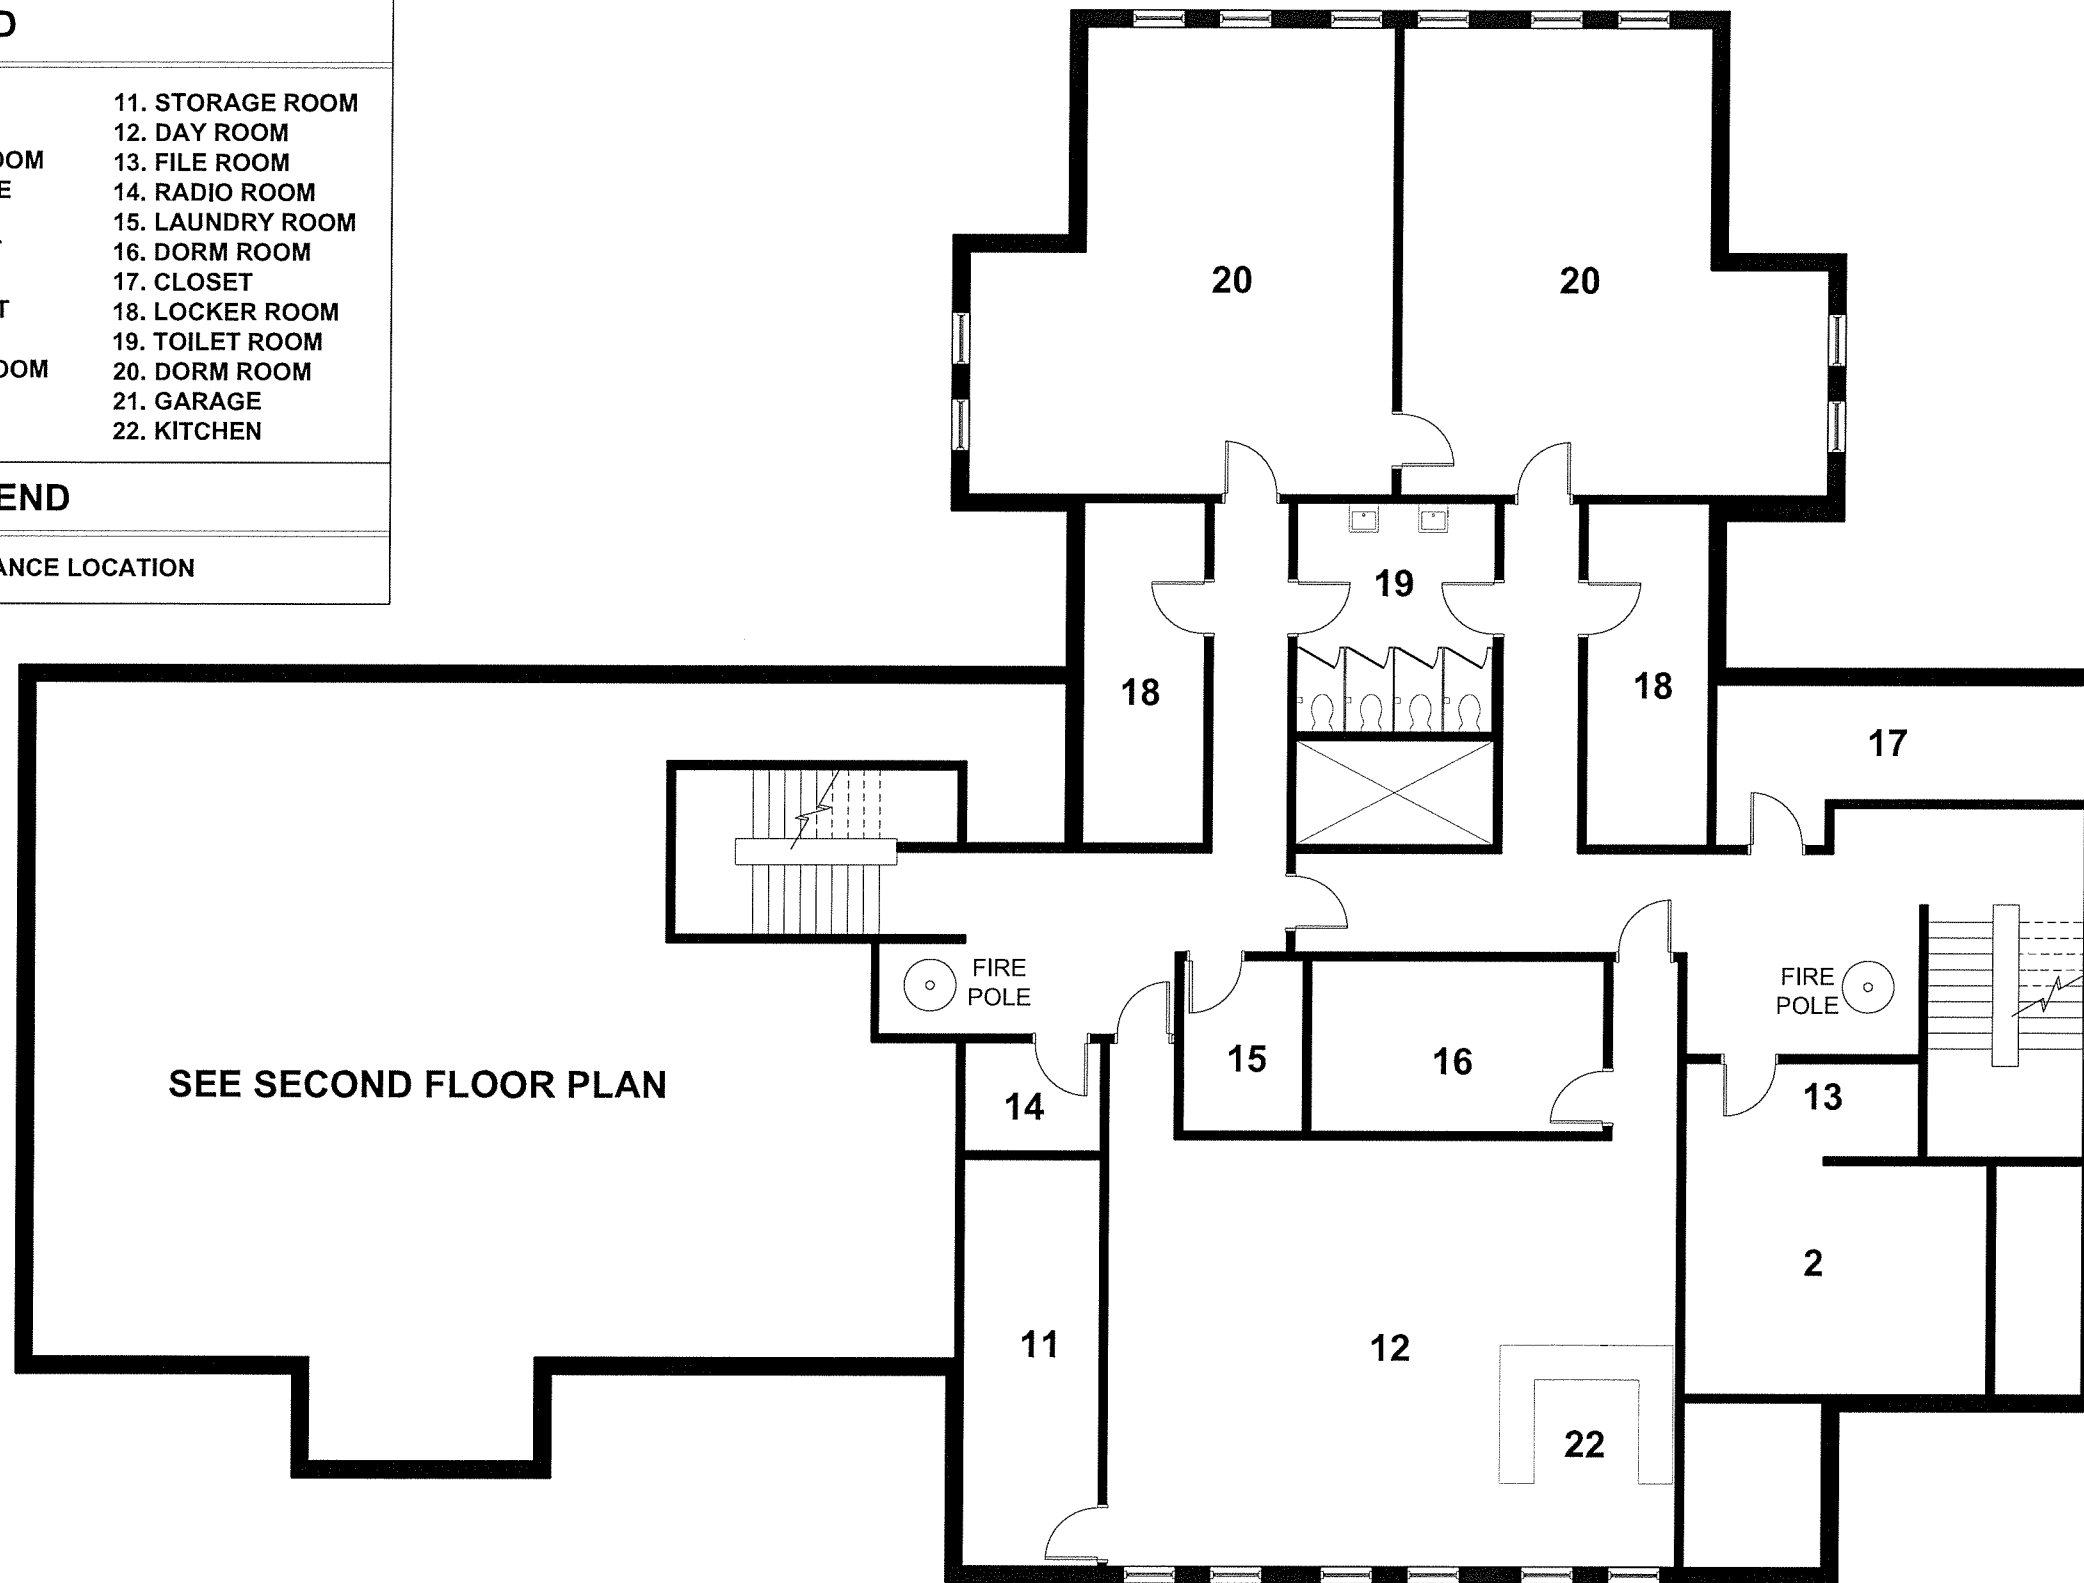 D
11. STORAGE ROOM
12. DAY ROOM
OOM 13. FILE ROOM
E 14. RADIO ROOM
15. LAUNDRY ROOM
16. DORM ROOM
17. CLOSET
T 18. LOCKER ROOM
19. TOILET ROOM
OOM 20. DORM ROOM
21. GARAGE
22. KITCHEN
END
ANCE LOCATION
20 20
19
18 18
17
FIRE
POLE
FIRE
POLE
15 16
14 13
SEE SECOND FLOOR PLAN
2
11 12
22